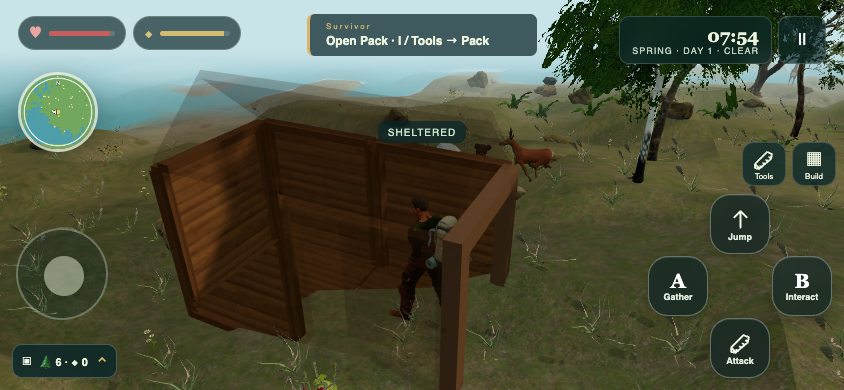 Survivor
Open Pack · I / Tools → Pack
07:54
SPRING · DAY 1 · CLEAR
N
SHELTERED
Tools
Build
Jump
A
Gather
B
Interact
Attack
6 · ◆ 0